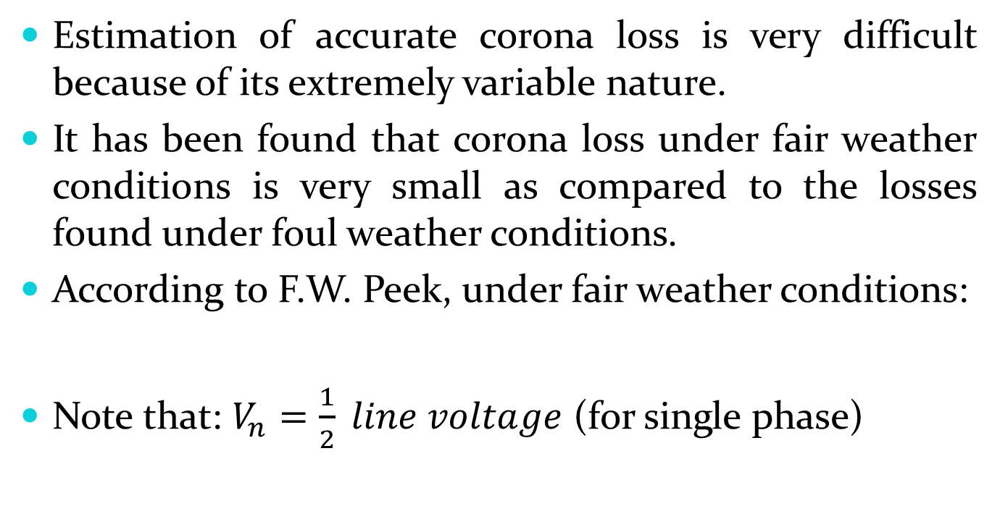 • Estimation of accurate corona loss is very difficult
because of its extremely variable nature.
• It has been found that corona loss under fair weather
conditions is very small as compared to the losses
found under foul weather conditions.
• According to F.W. Peek, under fair weather conditions:
• Note that: Vₙ = 1/2 line voltage (for single phase)